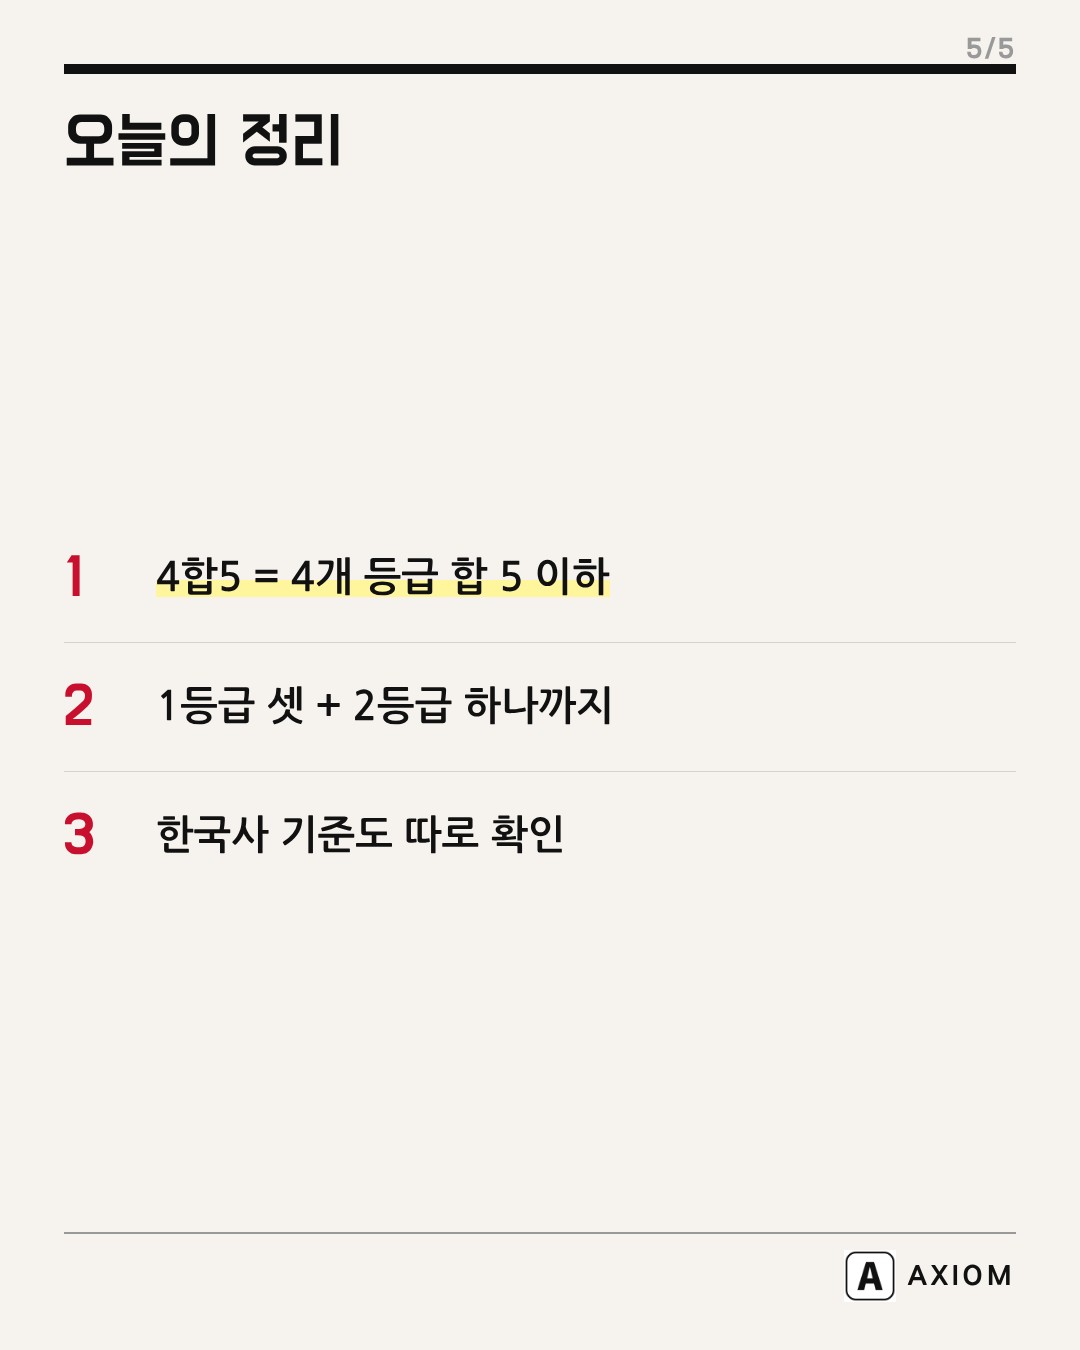 5/5
오늘의 정리
1 4합5 = 4개 등급 합 5 이하
2 1등급 셋 + 2등급 하나까지
3 한국사 기준도 따로 확인
A AXIOM